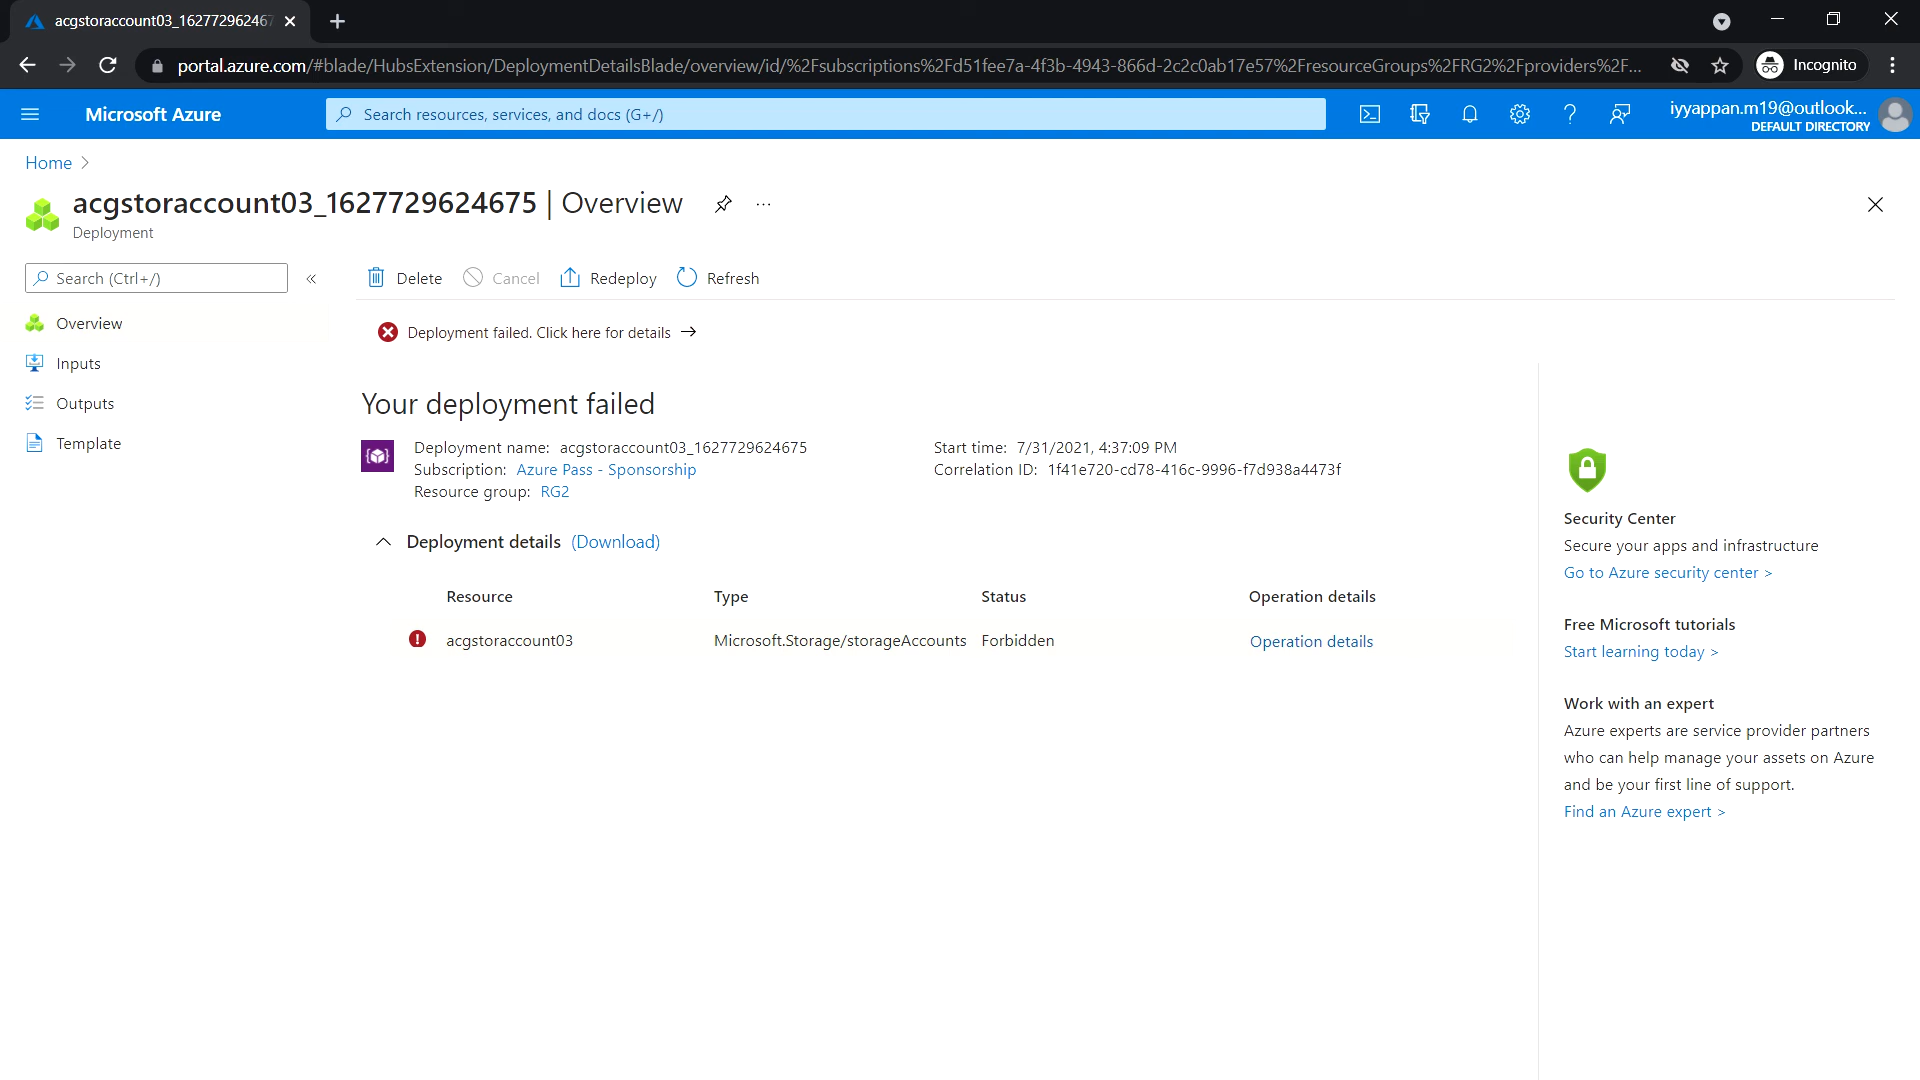 acgstoraccount03_16277296246
portal.azure.com/#blade/HubsExtension/DeploymentDetailsBlade/overview/id/%2Fsubscriptions%2Fd51fee7a-4f3b-4943-866d-2c2c0ab17e57%2FresourceGroups%2FRG2%2Fproviders%2F...
Incognito
Microsoft Azure
Search resources, services, and docs (G+/)
iyyappan.m19@outlook...
DEFAULT DIRECTORY
Home
acgstoraccount03_1627729624675 | Overview
Deployment
Search (Ctrl+/)
Delete
Cancel
Redeploy
Refresh
Overview
Inputs
Outputs
Template
Deployment failed. Click here for details
Your deployment failed
Deployment name: acgstoraccount03_1627729624675
Subscription: Azure Pass - Sponsorship
Resource group: RG2
Start time: 7/31/2021, 4:37:09 PM
Correlation ID: 1f41e720-cd78-416c-9996-f7d938a4473f
Deployment details (Download)
Resource Type Status Operation details
acgstoraccount03 Microsoft.Storage/storageAccounts Forbidden Operation details
Security Center
Secure your apps and infrastructure
Go to Azure security center >
Free Microsoft tutorials
Start learning today >
Work with an expert
Azure experts are service provider partners
who can help manage your assets on Azure
and be your first line of support.
Find an Azure expert >